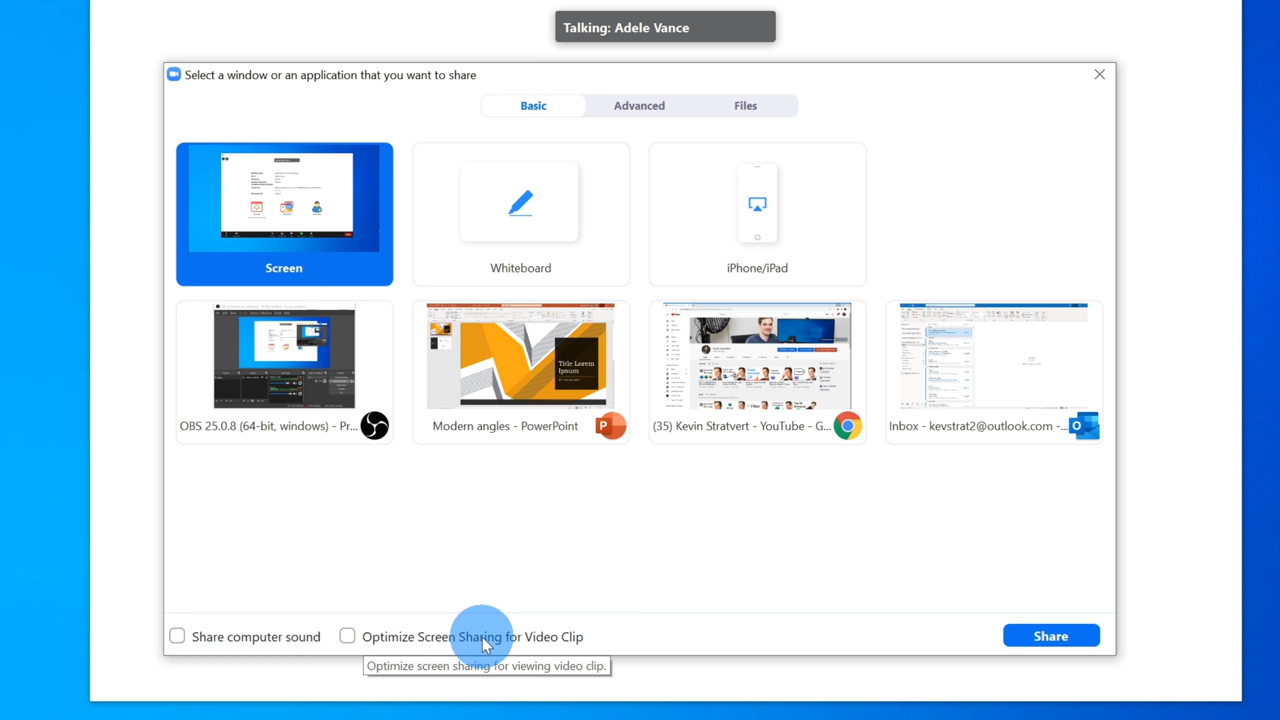 Talking: Adele Vance
Select a window or an application that you want to share
Basic
Advanced
Files
Screen
Whiteboard
iPhone/iPad
Title Lorem
Ipsum
OBS 25.0.8 (64-bit, windows) - Pr...
Modern angles - PowerPoint
(35) Kevin Stratvert - YouTube - G...
Inbox - kevstrat2@outlook.com -...
Share computer sound
Optimize Screen Sharing for Video Clip
Share
Optimize screen sharing for viewing video clip.